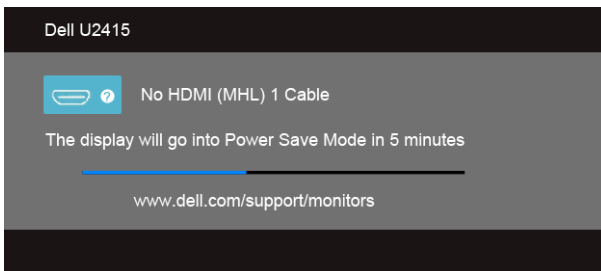 Dell U2415
? No HDMI (MHL) 1 Cable
The display will go into Power Save Mode in 5 minutes
www.dell.com/support/monitors